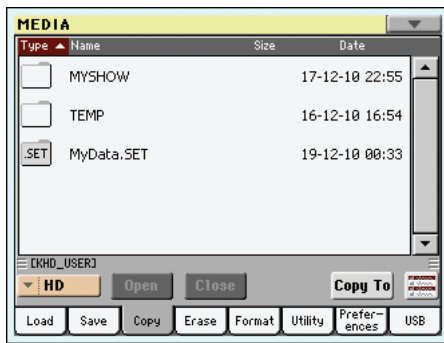 MEDIA
Type Name Size Date
MYSHOW 17-12-10 22:55
TEMP 16-12-10 16:54
.SET MyData.SET 19-12-10 00:33
[KHD_USER]
HD Open Close Copy To
Load Save Copy Erase Format Utility Prefer-
ences USB